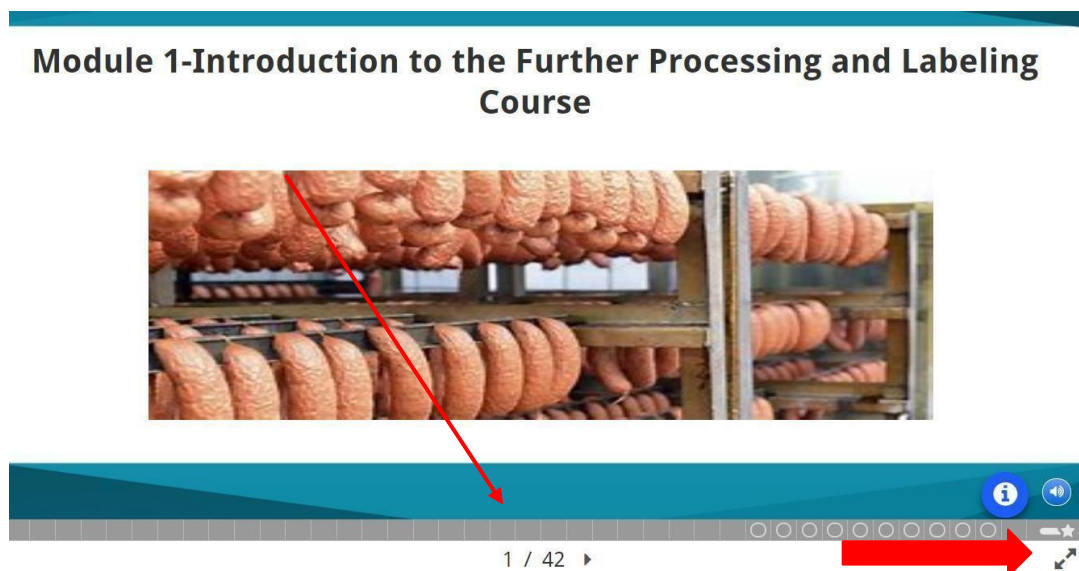 Module 1-Introduction to the Further Processing and Labeling
Course
i
1 / 42